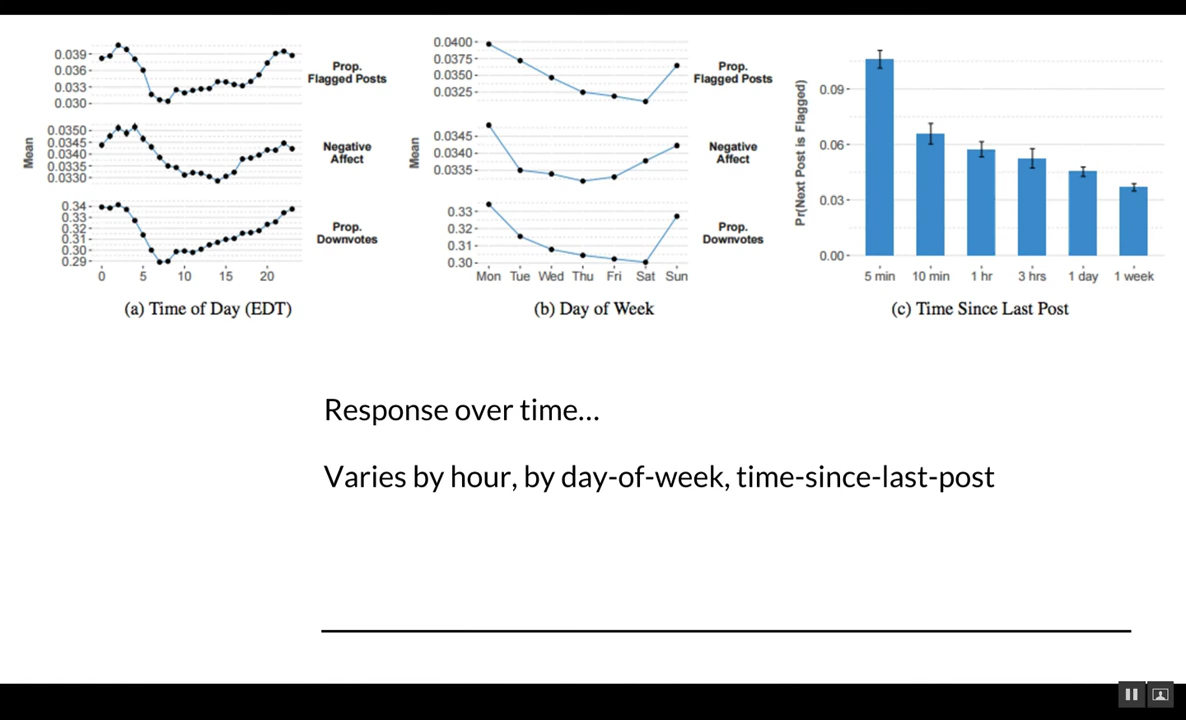 0.039
0.036
0.033
0.030
Prop.
Flagged Posts
0.0350
0.0345
0.0340
0.0335
0.0330
Negative
Affect
0.34
0.33
0.32
0.31
0.30
0.29
Prop.
Downvotes
Mean
0 5 10 15 20
(a) Time of Day (EDT)
0.0400
0.0375
0.0350
0.0325
Prop.
Flagged Posts
0.0345
0.0340
0.0335
Negative
Affect
0.33
0.32
0.31
0.30
Prop.
Downvotes
Mean
Mon Tue Wed Thu Fri Sat Sun
(b) Day of Week
Pr(Next Post is Flagged)
0.09
0.06
0.03
0.00
5 min 10 min 1 hr 3 hrs 1 day 1 week
(c) Time Since Last Post
Response over time...
Varies by hour, by day-of-week, time-since-last-post